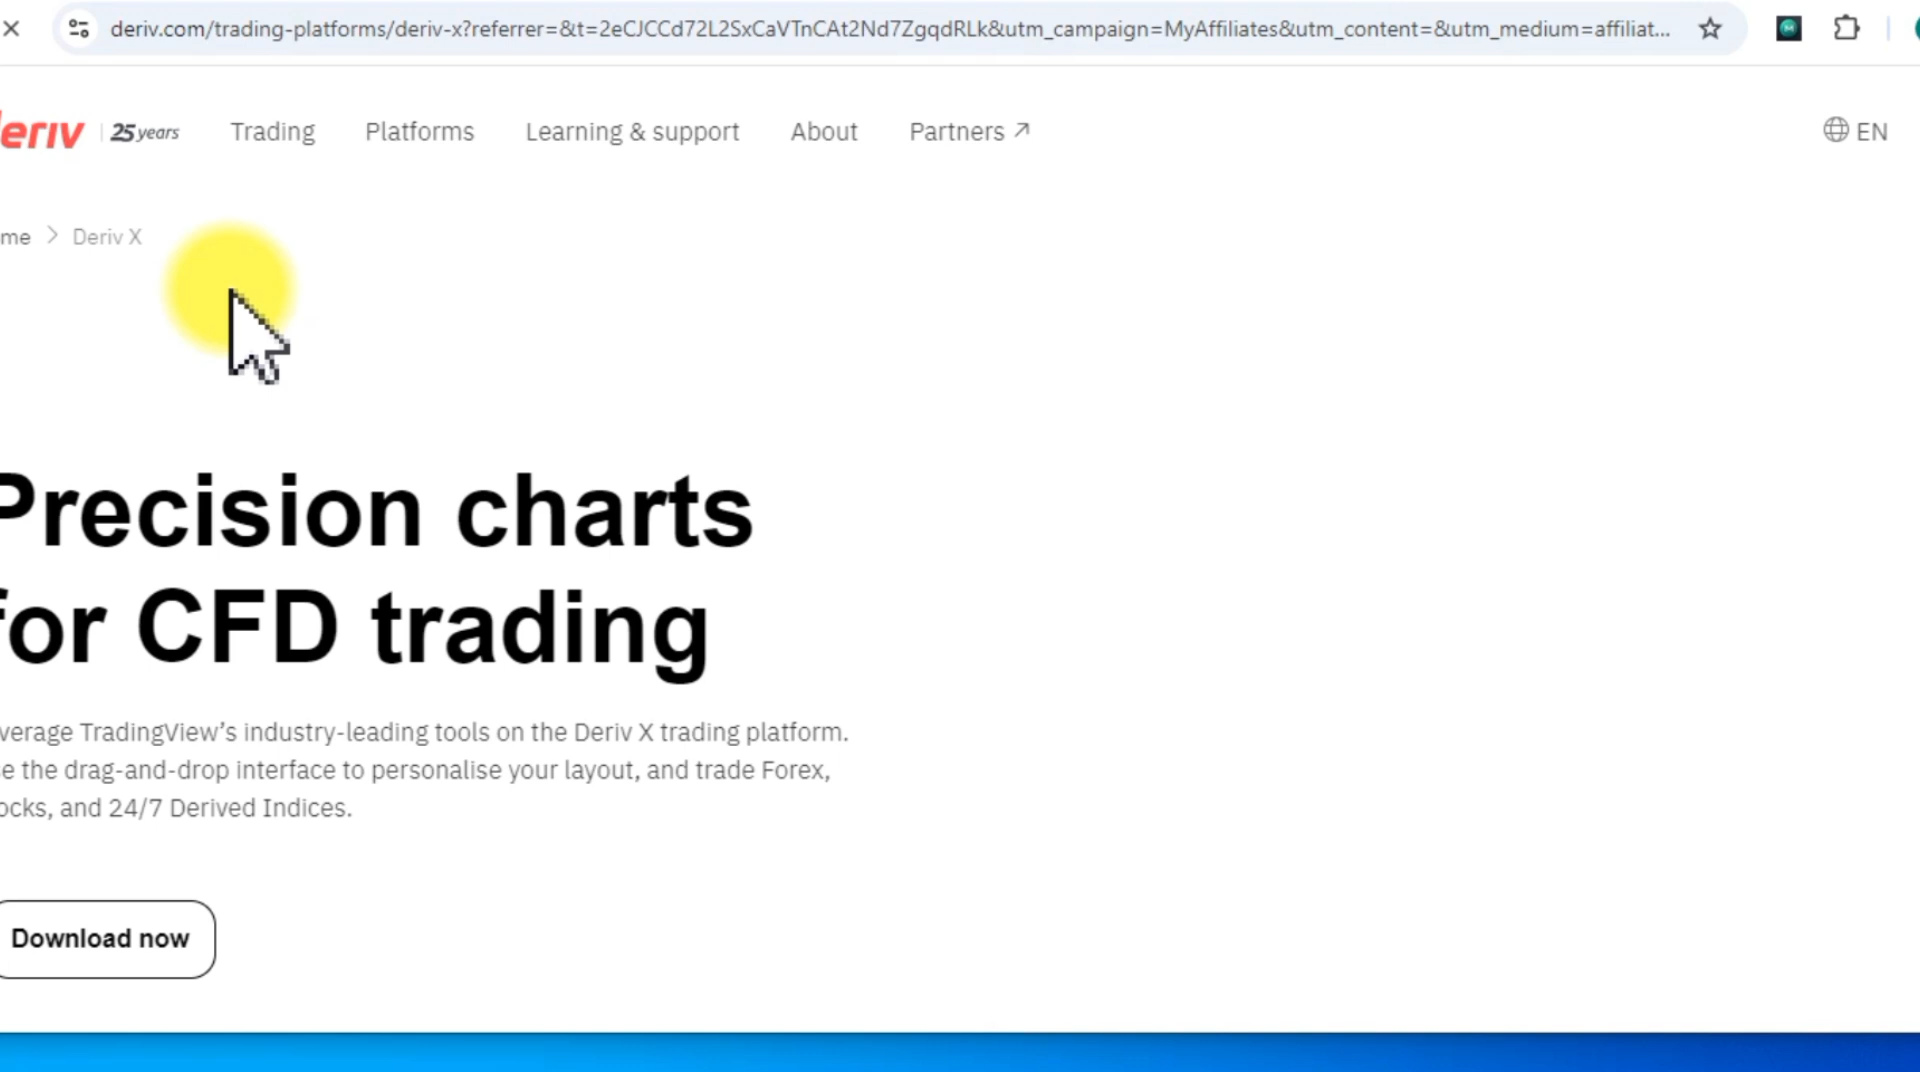 deriv.com/trading-platforms/deriv-x?referrer=&t=2eCJCCd72L2SxCaVTnCAt2Nd7ZgqdRLk&utm_campaign=MyAffiliates&utm_content=&utm_medium=affiliat...
deriv 25 years Trading Platforms Learning & support About Partners ↗ EN
me > Deriv X
Precision charts
for CFD trading
verage TradingView’s industry-leading tools on the Deriv X trading platform.
e the drag-and-drop interface to personalise your layout, and trade Forex,
ocks, and 24/7 Derived Indices.
Download now